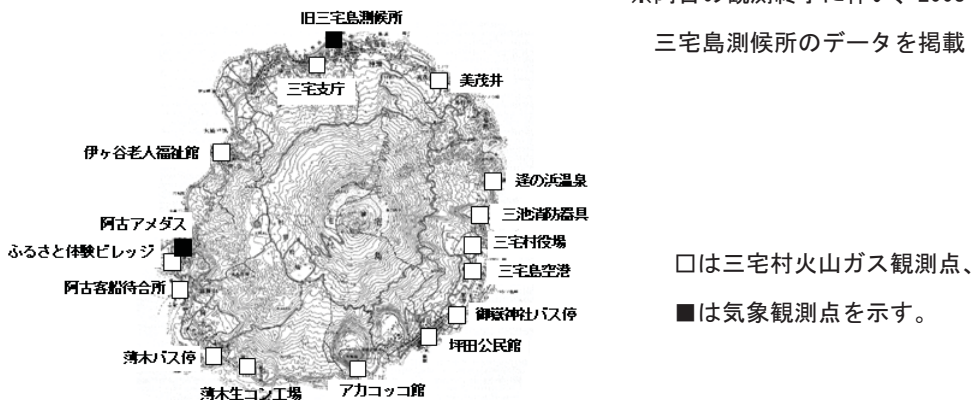 三宅島測候所のデータを掲載
旧三宅島測候所
三宅支庁
美茂井
伊ヶ谷老人福祉館
逢の浜温泉
三池消防器具
阿古アメダス
三宅村役場
ふるさと体験ビレッジ
三宅島空港
阿古客船待合所
御嶽神社バス停
坪田公民館
薄木バス停
薄木生コン工場
アカコッコ館
□は三宅村火山ガス観測点、
■は気象観測点を示す。